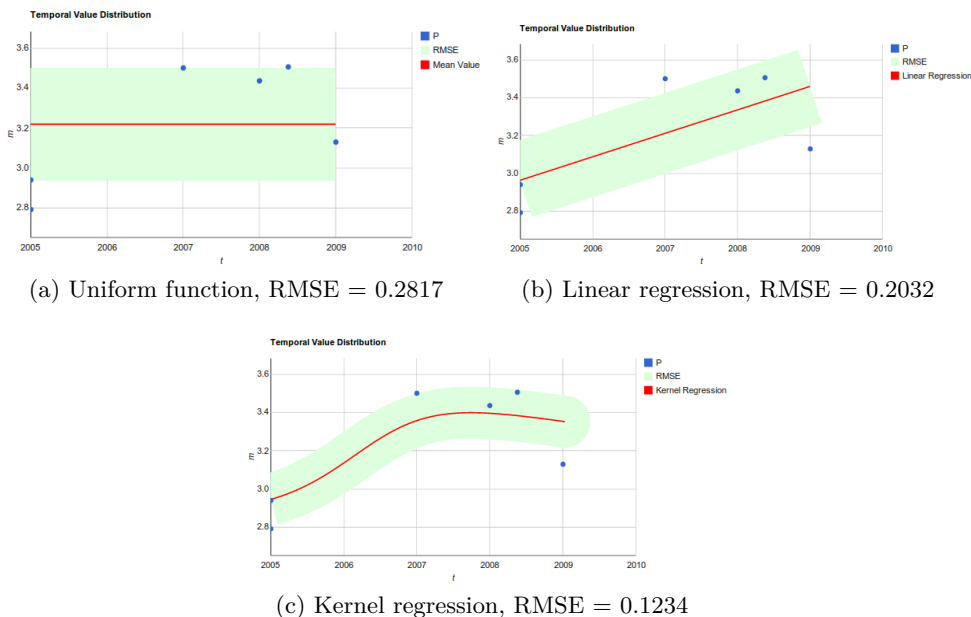 Temporal Value Distribution
3.6
3.4
3.2
3.0
2.8
m
2005 2006 2007 2008 2009 2010
t
P
RMSE
Mean Value
(a) Uniform function, RMSE = 0.2817
Temporal Value Distribution
3.6
3.4
3.2
3.0
2.8
m
2005 2006 2007 2008 2009 2010
t
P
RMSE
Linear Regression
(b) Linear regression, RMSE = 0.2032
Temporal Value Distribution
3.6
3.4
3.2
3.0
2.8
m
2005 2006 2007 2008 2009 2010
t
P
RMSE
Kernel Regression
(c) Kernel regression, RMSE = 0.1234